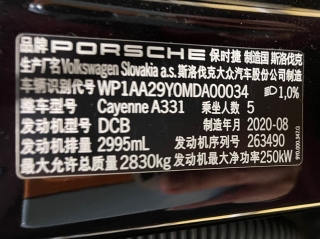 品牌 PORSCHE 保时捷 制造国 斯洛伐克
生产厂名 Volkswagen Slovakia a.s. 斯洛伐克大众汽车股份公司制造
车辆识别代号 WP1AA29Y0MDA00034 1,0%
整车型号 Cayenne A331 乘坐人数 5
发动机型号 DCB 制造年月 2020-08
发动机排量 2995mL 发动机序列号 263490
最大允许总质量 2830kg 发动机最大净功率 250kW